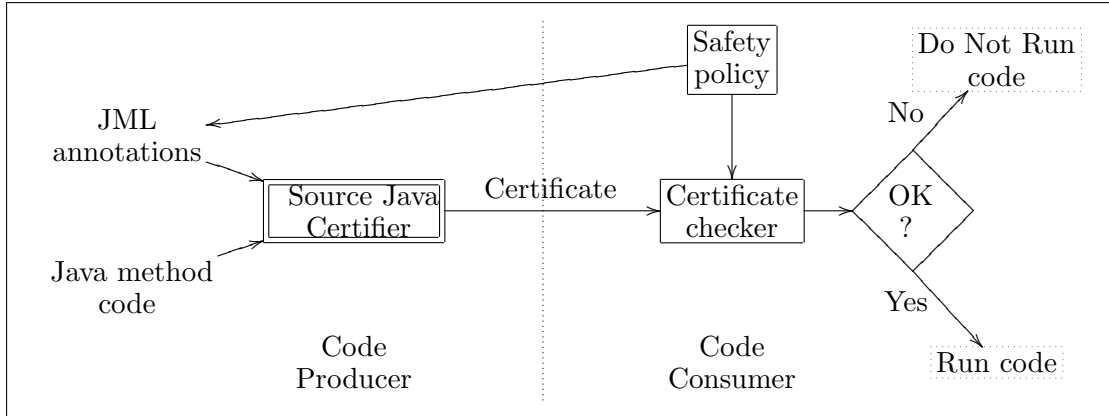 Safety
policy
Do Not Run
code
JML
annotations
No
Source Java
Certifier
Certificate
Certificate
checker
OK
?
Java method
code
Yes
Code
Producer
Code
Consumer
Run code